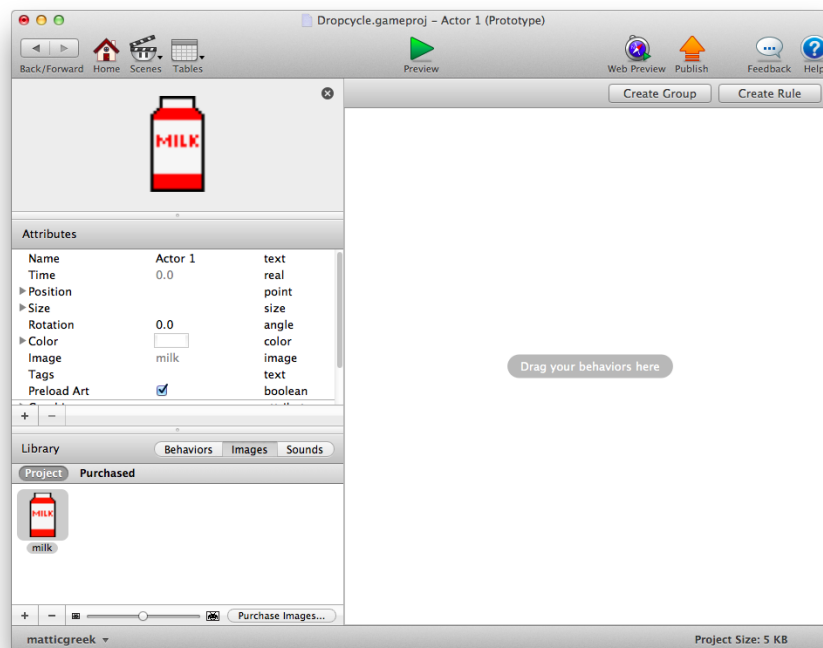 Dropcycle.gameproj – Actor 1 (Prototype)
Back/Forward Home Scenes Tables Preview Web Preview Publish Feedback Help
Create Group Create Rule
MILK
Attributes
Name Actor 1 text
Time 0.0 real
Position point
Size size
Rotation 0.0 angle
Color color
Image milk image
Tags text
Preload Art boolean
Drag your behaviors here
Library Behaviors Images Sounds
Project Purchased
MILK
milk
Purchase Images...
matticgreek Project Size: 5 KB